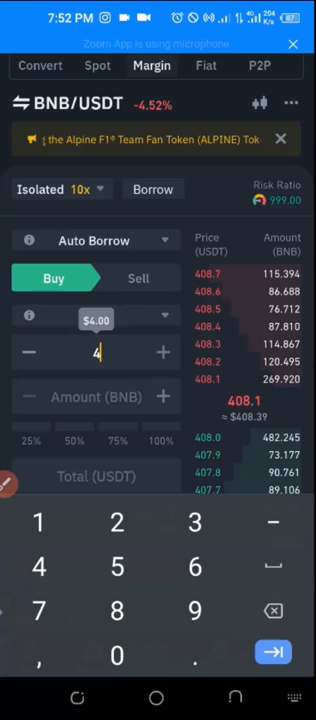 7:52 PM
4G 264 K/s 87
Zoom App is using microphone
Convert Spot Margin Fiat P2P
BNB/USDT -4.52%
the Alpine F1® Team Fan Token (ALPINE) Tok
Isolated 10x Borrow
Risk Ratio
999.00
Auto Borrow
Buy Sell
$4.00
4
Amount (BNB)
25% 50% 75% 100%
Total (USDT)
Price Amount
(USDT) (BNB)
408.7 115.394
408.6 86.688
408.5 76.712
408.4 87.810
408.3 114.867
408.2 120.495
408.1 269.920
408.1
≈ $408.39
408.0 482.245
407.9 73.177
407.8 90.761
407.7 89.106
1 2 3 -
4 5 6
7 8 9
, 0 .